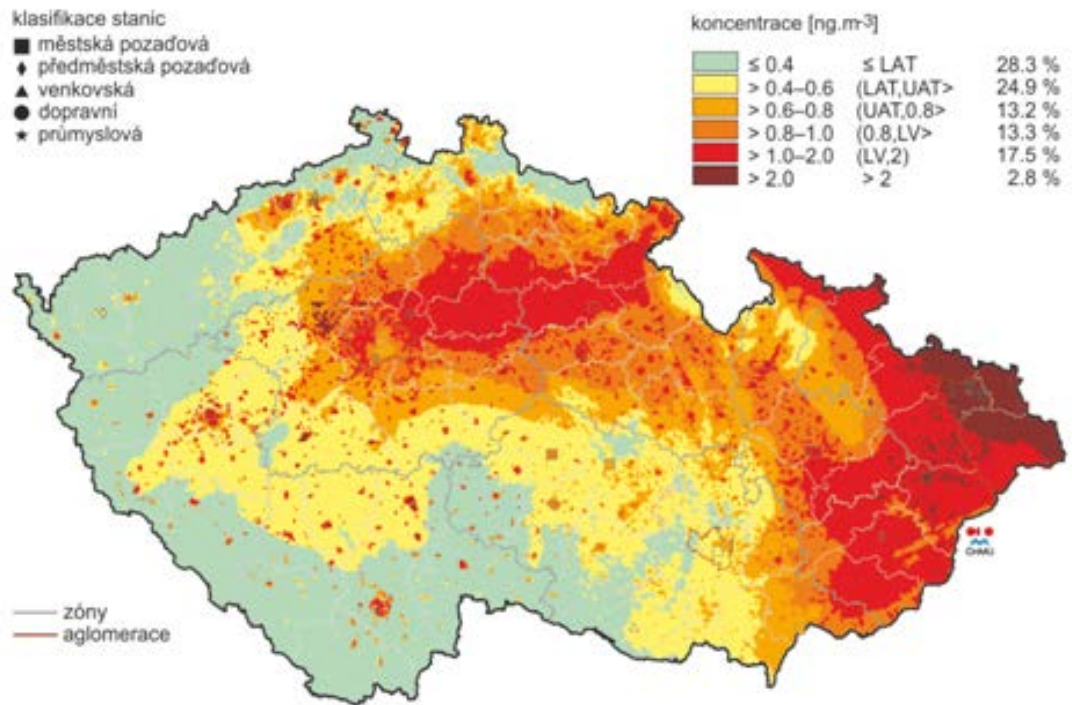 klasifikace stanic
městská pozaďová
předměstská pozaďová
venkovská
dopravní
průmyslová
koncentrace [ng.m-3]
≤ 0.4 ≤ LAT 28.3 %
> 0.4–0.6 (LAT,UAT> 24.9 %
> 0.6–0.8 (UAT,0.8> 13.2 %
> 0.8–1.0 (0.8,LV> 13.3 %
> 1.0–2.0 (LV,2) 17.5 %
> 2.0 > 2 2.8 %
CHMÚ
zóny
aglomerace